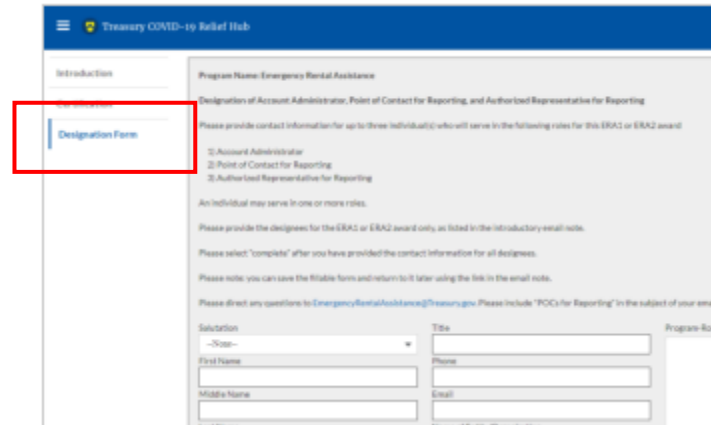 Treasury COVID-19 Relief Hub
Introduction
Certification
Designation Form
Program Name: Emergency Rental Assistance
Designation of Account Administrator, Point of Contact for Reporting, and Authorized Representative for Reporting
Please provide contact information for up to three individual(s) who will serve in the following roles for this ERA1 or ERA2 award
1) Account Administrator
2) Point of Contact for Reporting
3) Authorized Representative for Reporting
An individual may serve in one or more roles.
Please provide the designees for the ERA1 or ERA2 award only, as listed in the introductory email note.
Please select "complete" after you have provided the contact information for all designees.
Please note: you can save the fillable form and return to it later using the link in the email note.
Please direct any questions to EmergencyRentalAssistance@Treasury.gov. Please include "POCs for Reporting" in the subject of your ema
Salutation
--None--
Title
Program-Ro
First Name
Phone
Middle Name
Email